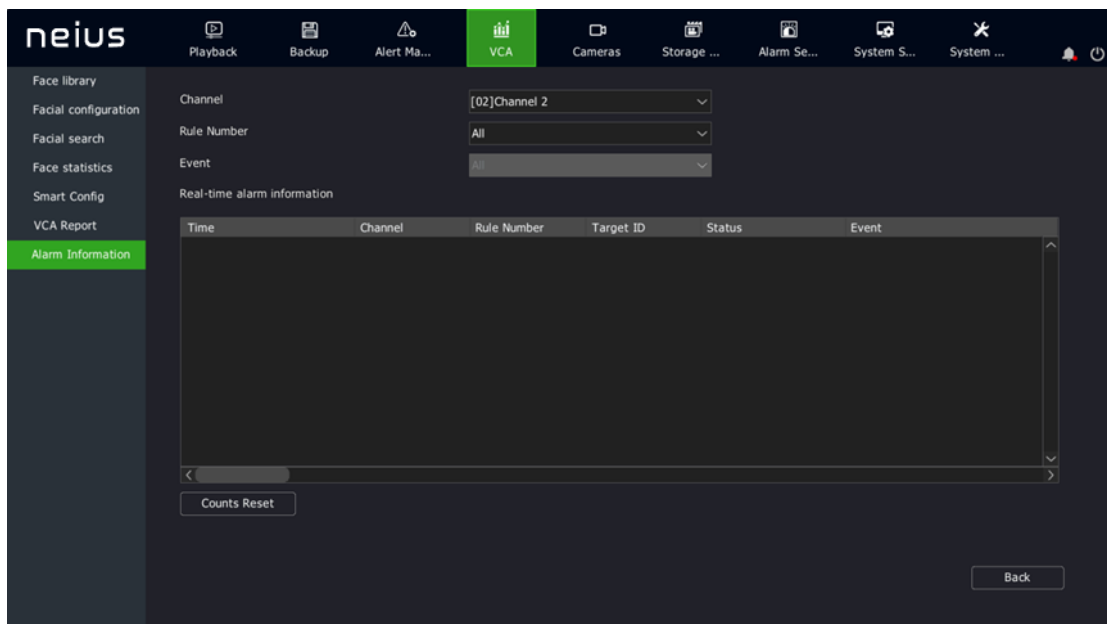 neius
Playback
Backup
Alert Ma...
VCA
Cameras
Storage ...
Alarm Se...
System S...
System ...
Face library
Facial configuration
Facial search
Face statistics
Smart Config
VCA Report
Alarm Information
Channel
[02]Channel 2
Rule Number
All
Event
All
Real-time alarm information
Time Channel Rule Number Target ID Status Event
Counts Reset
Back